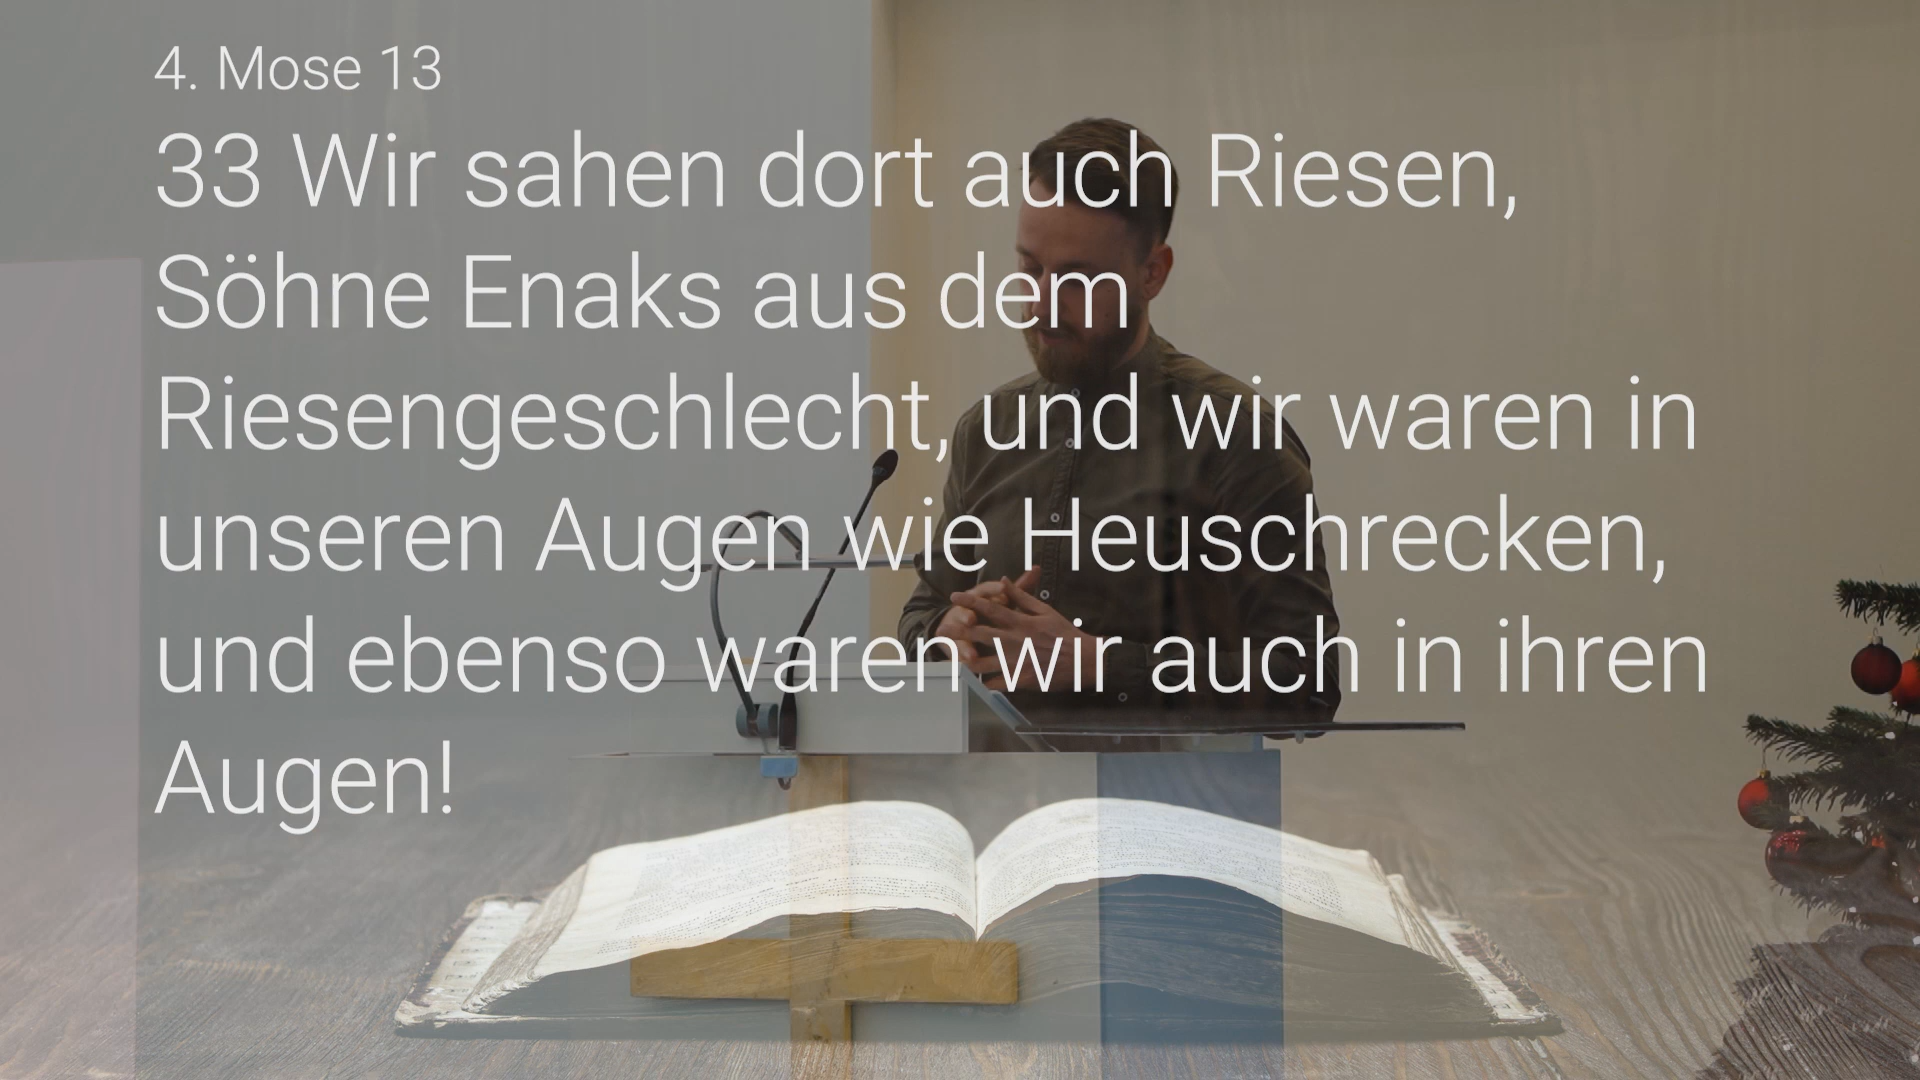 4. Mose 13
33 Wir sahen dort auch Riesen,
Söhne Enaks aus dem
Riesengeschlecht, und wir waren in
unseren Augen wie Heuschrecken,
und ebenso waren wir auch in ihren
Augen!